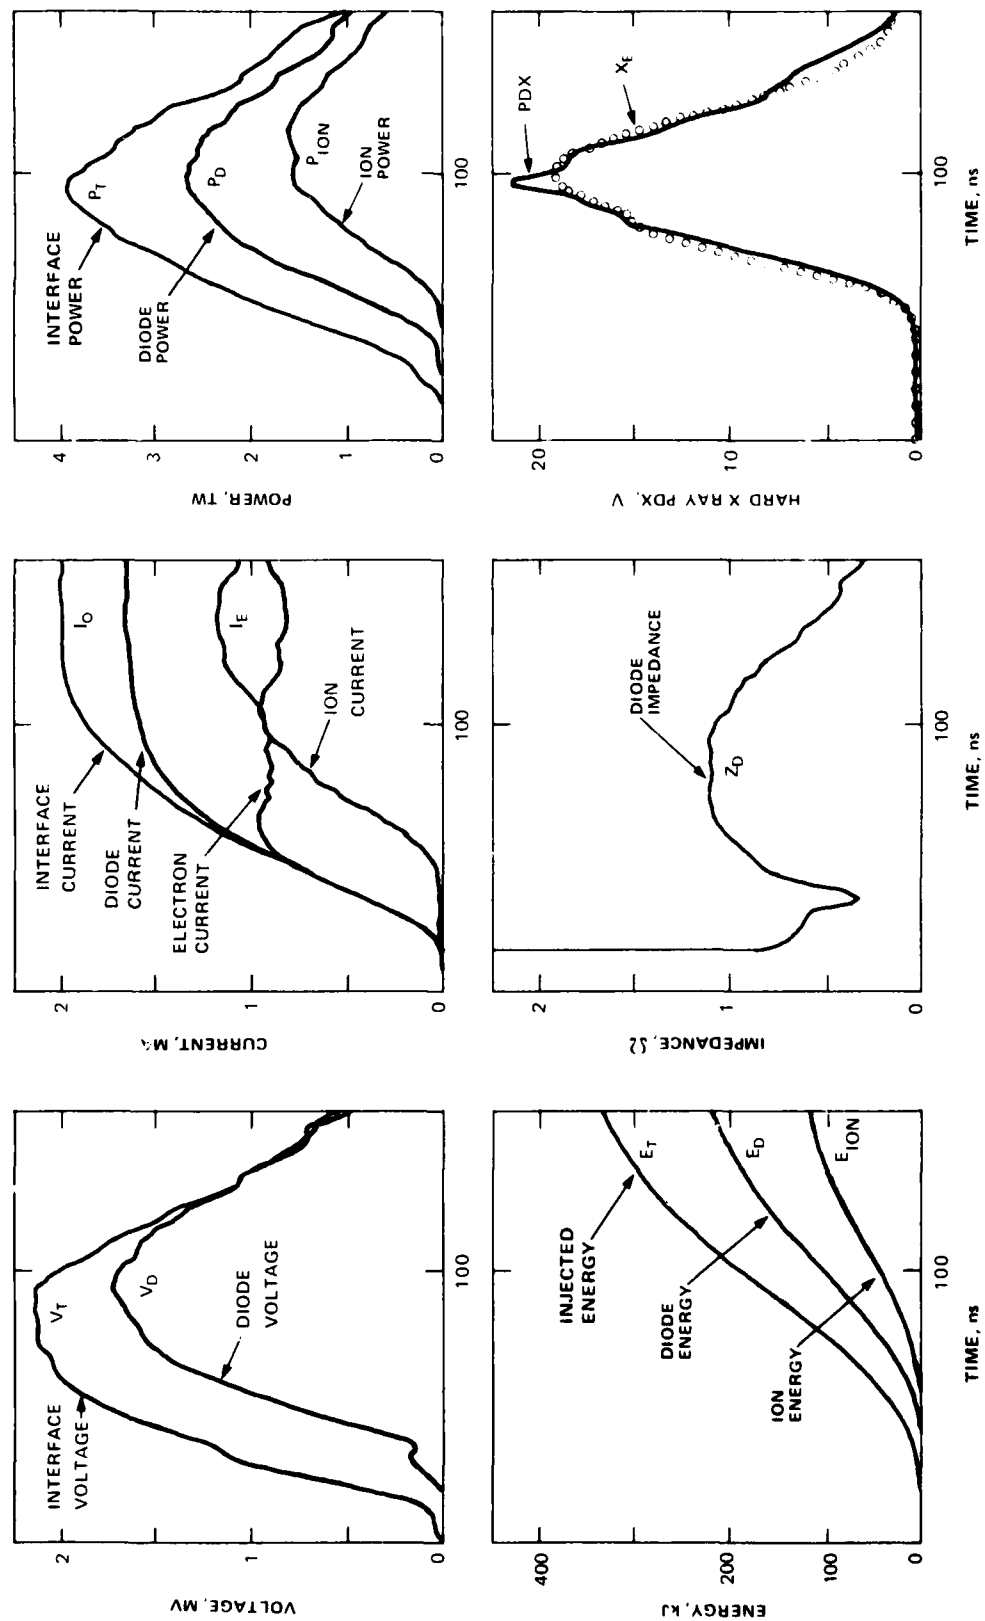 VOLTAGE, MV
2
1
0
INTERFACE
VOLTAGE
V_T
V_D
DIODE
VOLTAGE
100
CURRENT, MA
2
1
0
INTERFACE
CURRENT
DIODE
CURRENT
ELECTRON
CURRENT
I_O
I_E
ION
CURRENT
100
POWER, TW
4
3
2
1
0
INTERFACE
POWER
DIODE
POWER
P_T
P_D
P_ION
ION
POWER
100
ENERGY, kJ
400
200
100
0
INJECTED
ENERGY
DIODE
ENERGY
ION
ENERGY
E_T
E_D
E_ION
100
TIME, ns
IMPEDANCE, Ω
2
1
0
DIODE
IMPEDANCE
Z_D
100
TIME, ns
HARD X RAY PDX, V
20
10
0
PDX
X_E
100
TIME, ns